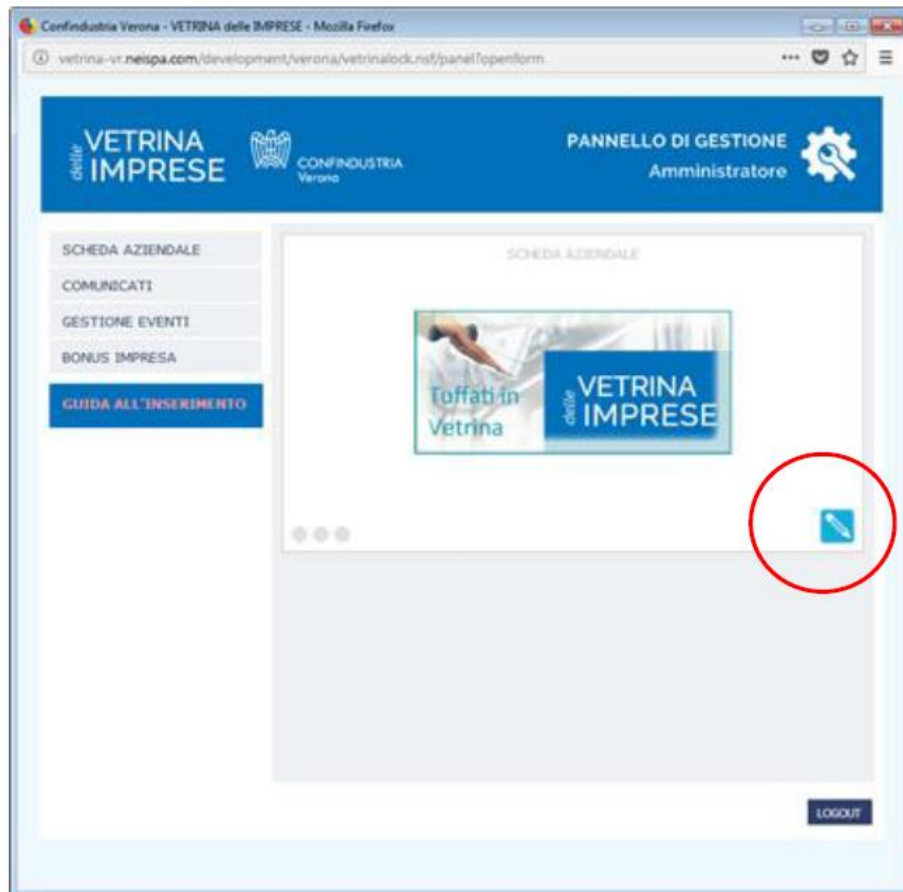 Confindustria Verona - VETRINA delle IMPRESE - Mozilla Firefox
vetrina-vr.neispa.com/development/verona/vetrinalock.nsf/panel?openform
delle VETRINA
IMPRESE
CONFINDUSTRIA
Verona
PANNELLO DI GESTIONE
Amministratore
SCHEDA AZIENDALE
COMUNICATI
GESTIONE EVENTI
BONUS IMPRESA
GUIDA ALL'INSERIMENTO
SCHEDA AZIENDALE
Toffati in
Vetrina
delle VETRINA
IMPRESE
LOGOUT